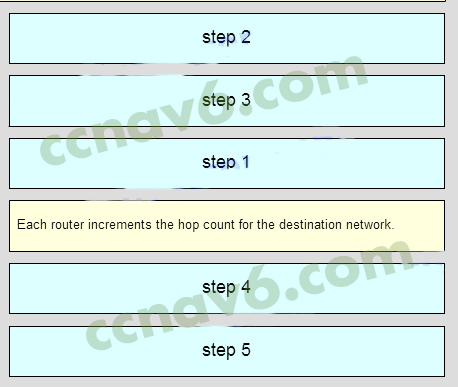 step 2
step 3
ccnav6.com
step 1
Each router increments the hop count for the destination network.
step 4
ccnav6.com
step 5